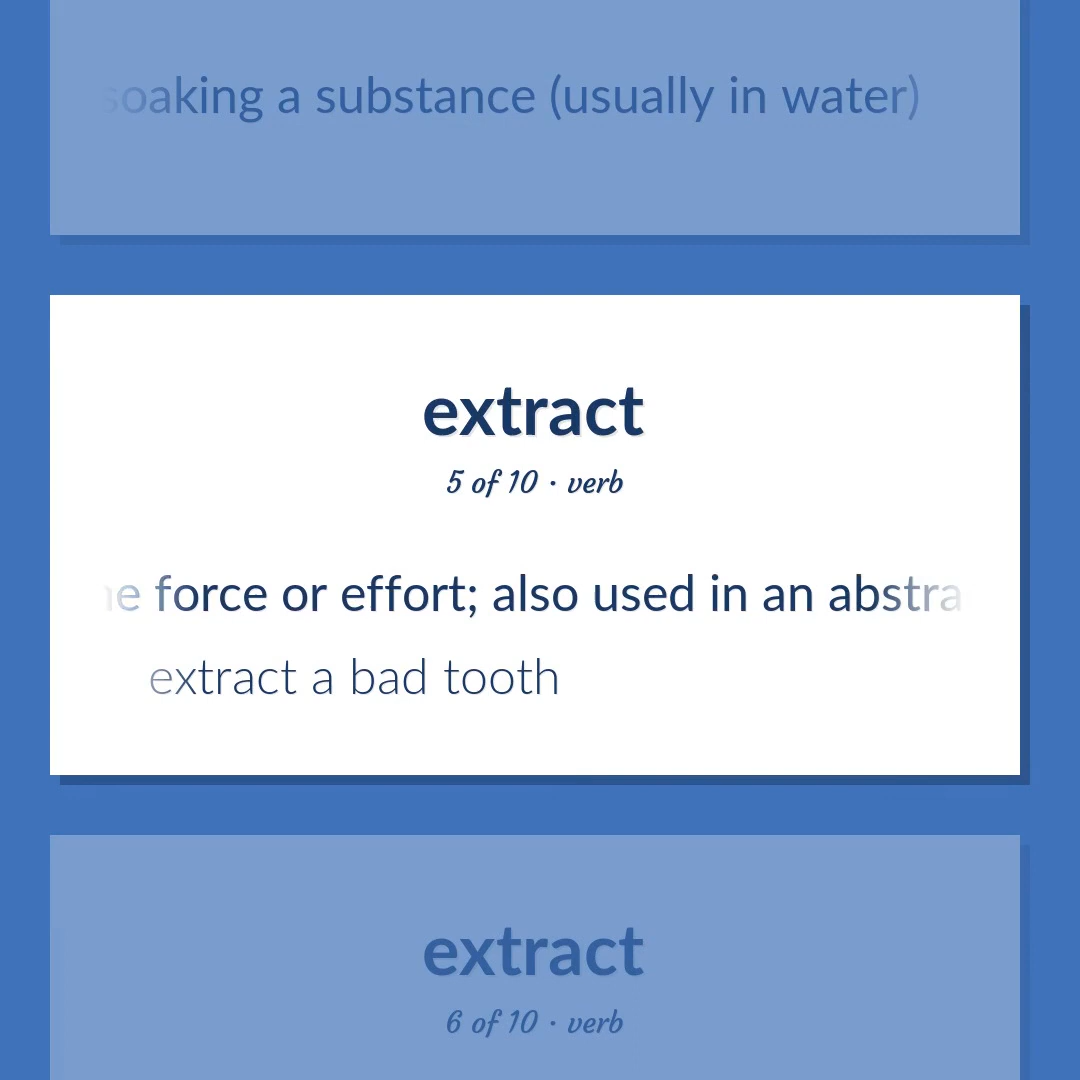 soaking a substance (usually in water)
extract
5 of 10 · verb
force or effort; also used in an
extract a bad tooth
extract
6 of 10 · verb